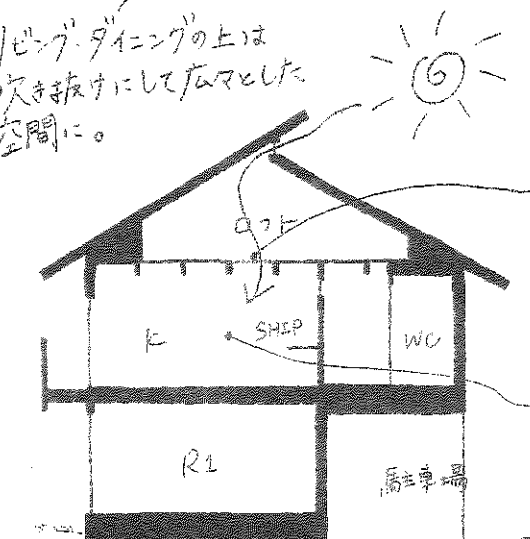 リビング・ダイニングの上は
吹き抜けにして広々とした
空間に。
ロフト
K
SHIP
WC
R1
駐車場